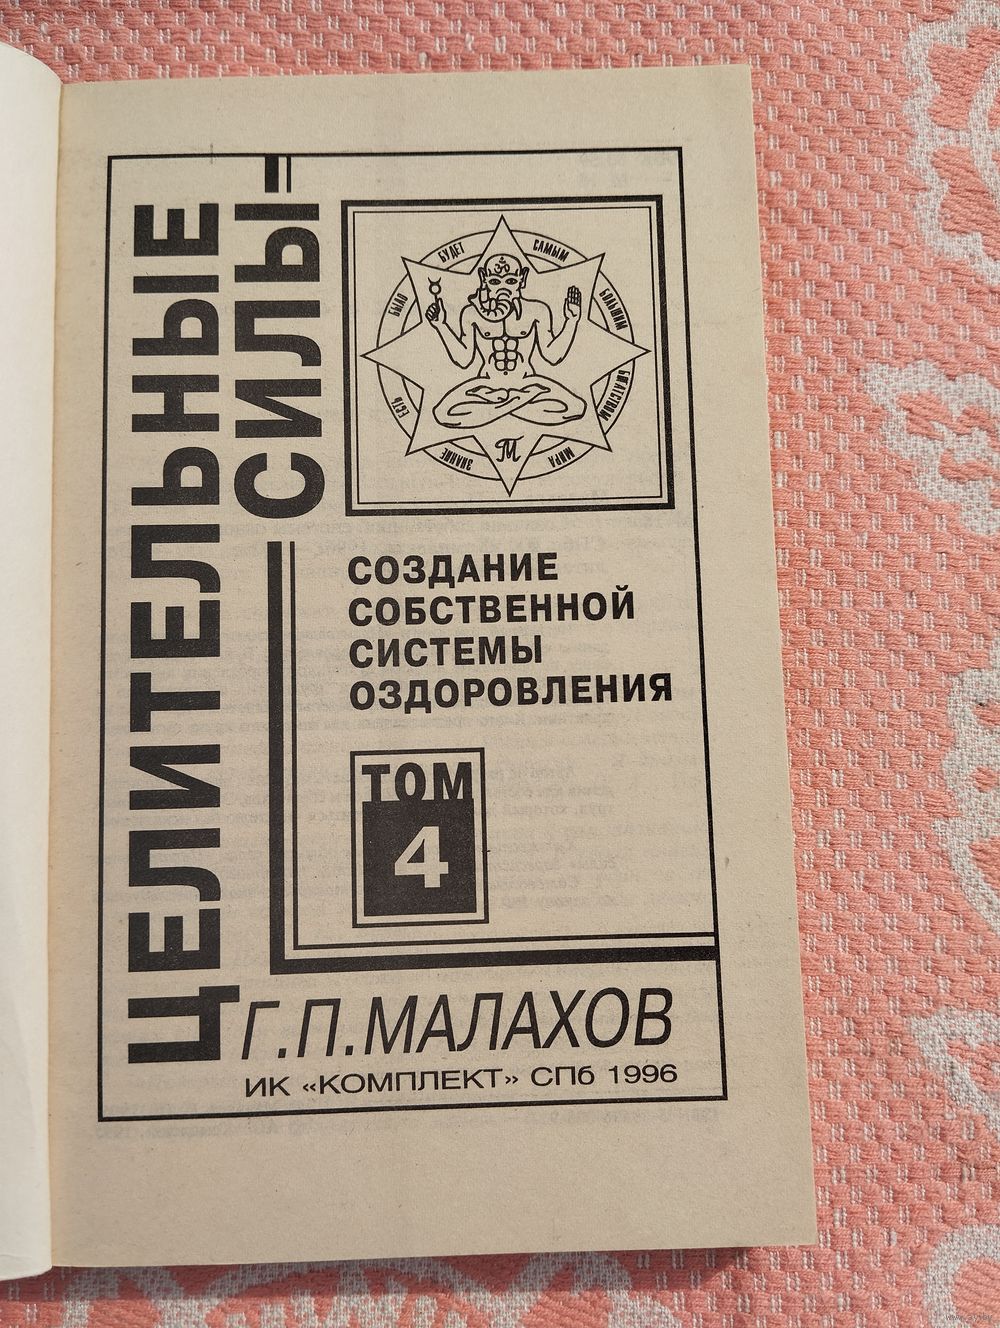 ЦЕЛИТЕЛЬНЫЕ
СИЛЫ-
ЗНАНИЕ ЕСТЬ БЫЛО БУДЕТ САМЫМ БОЛЬШИМ БОГАТСТВОМ МИРА
М
СОЗДАНИЕ
СОБСТВЕННОЙ
СИСТЕМЫ
ОЗДОРОВЛЕНИЯ
ТОМ
4
Г.П.МАЛАХОВ
ИК «КОМПЛЕКТ» СПб 1996